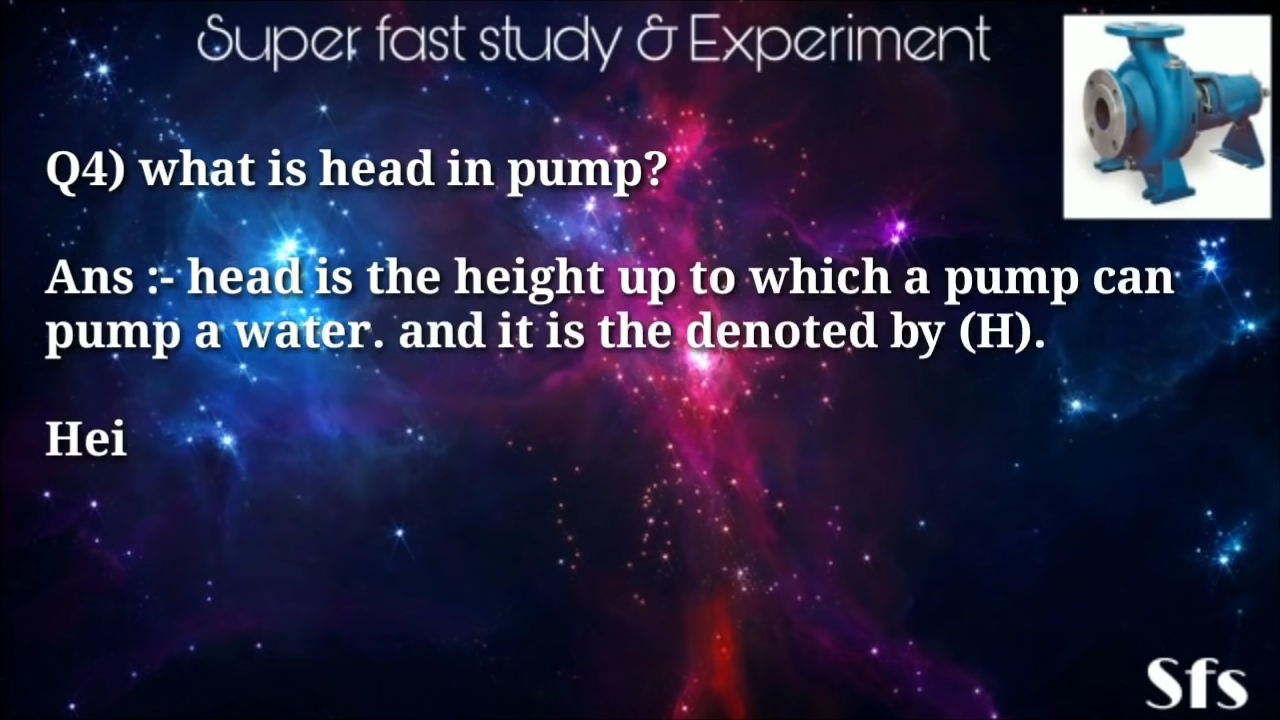 Super fast study & Experiment
Q4) what is head in pump?
Ans :- head is the height up to which a pump can
pump a water. and it is the denoted by (H).
Hei
Sfs